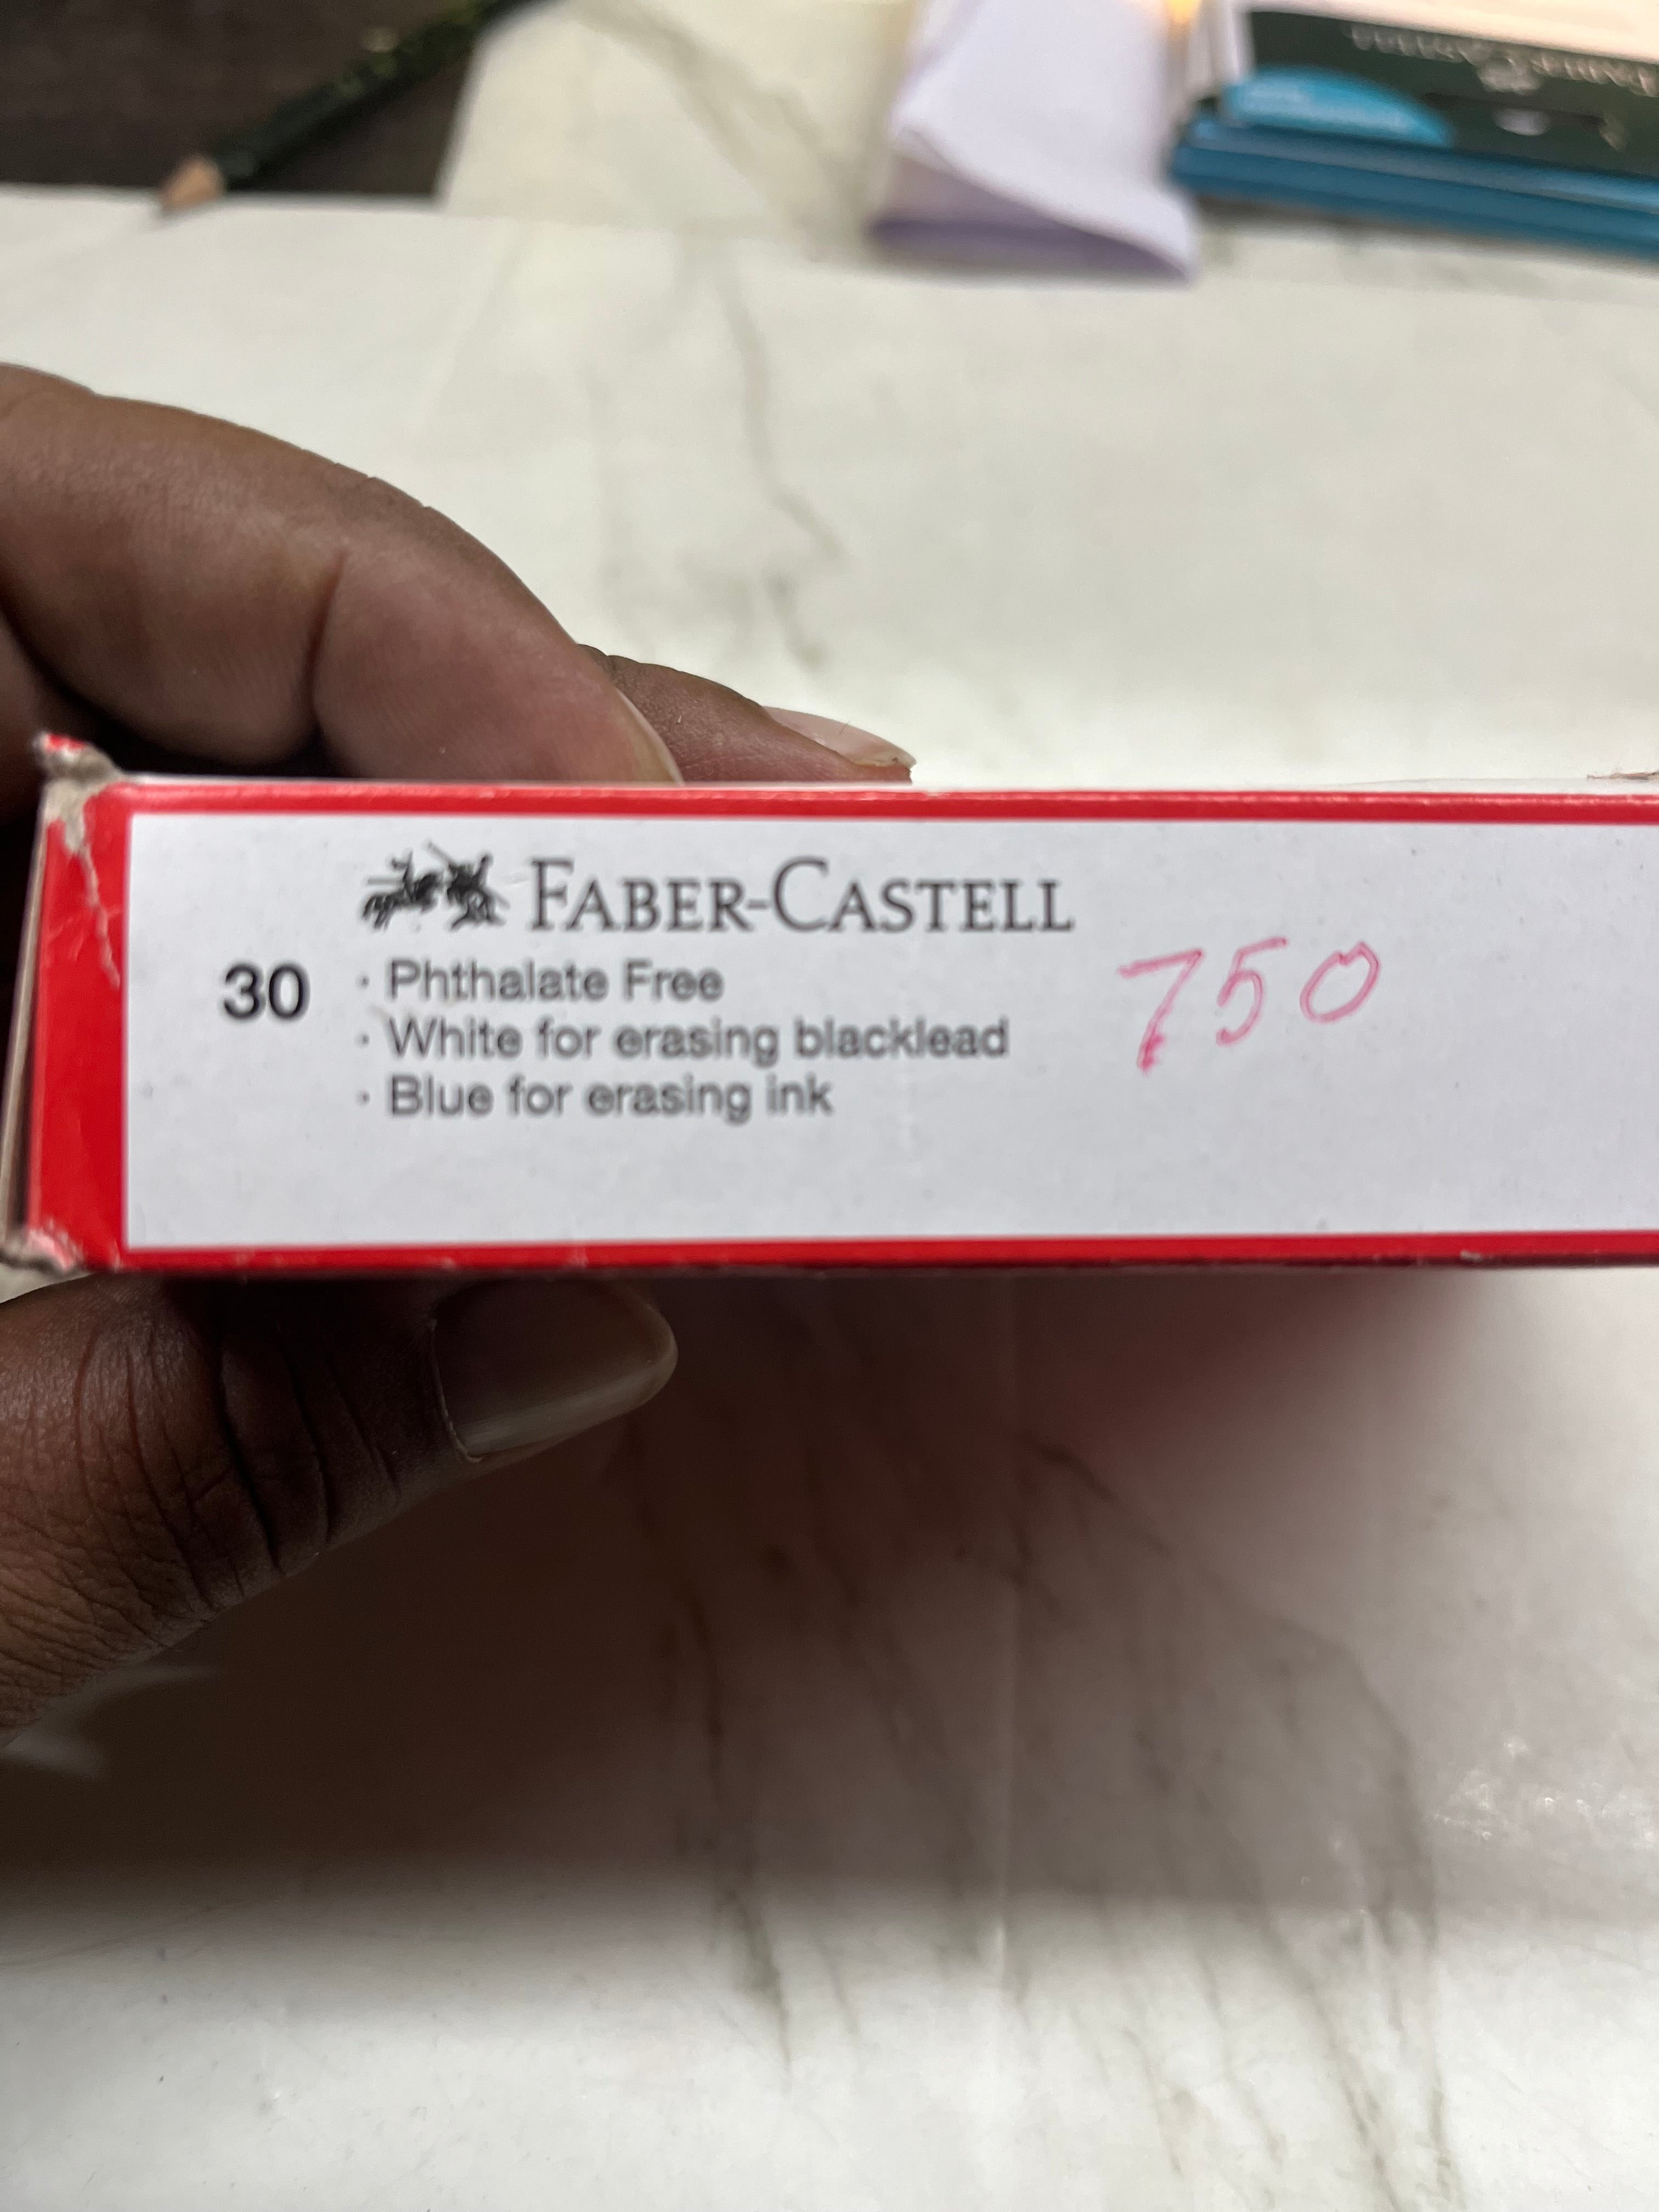 FABER-CASTELL
30 · Phthalate Free
· White for erasing blacklead
· Blue for erasing ink
750